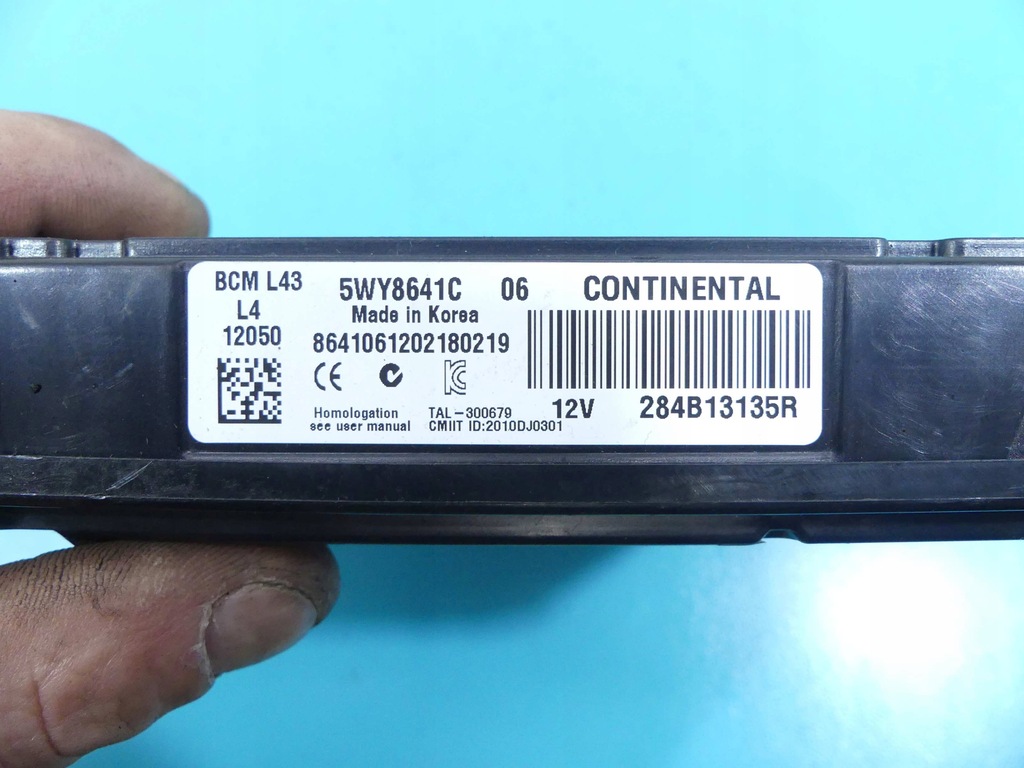 BCM L43
L4
12050
5WY8641C 06 CONTINENTAL
Made in Korea
8641061202180219
CE KC
Homologation TAL-300679
see user manual CMIIT ID:2010DJ0301
12V 284B13135R